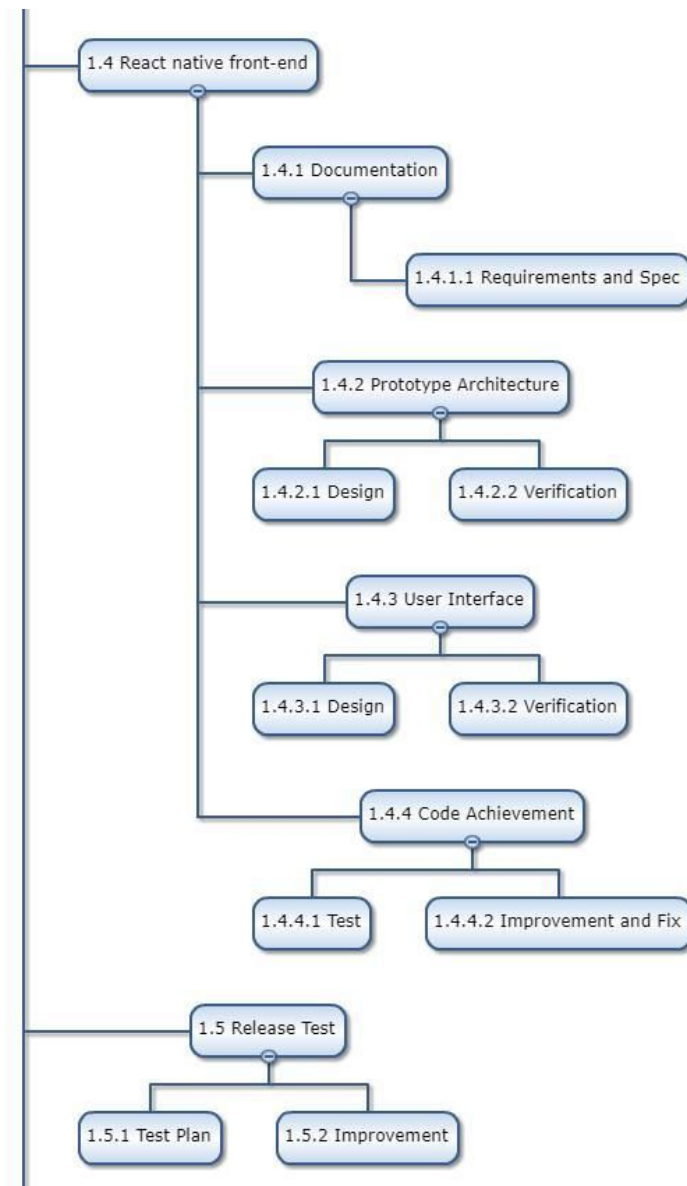 1.4 React native front-end
1.4.1 Documentation
1.4.1.1 Requirements and Spec
1.4.2 Prototype Architecture
1.4.2.1 Design
1.4.2.2 Verification
1.4.3 User Interface
1.4.3.1 Design
1.4.3.2 Verification
1.4.4 Code Achievement
1.4.4.1 Test
1.4.4.2 Improvement and Fix
1.5 Release Test
1.5.1 Test Plan
1.5.2 Improvement